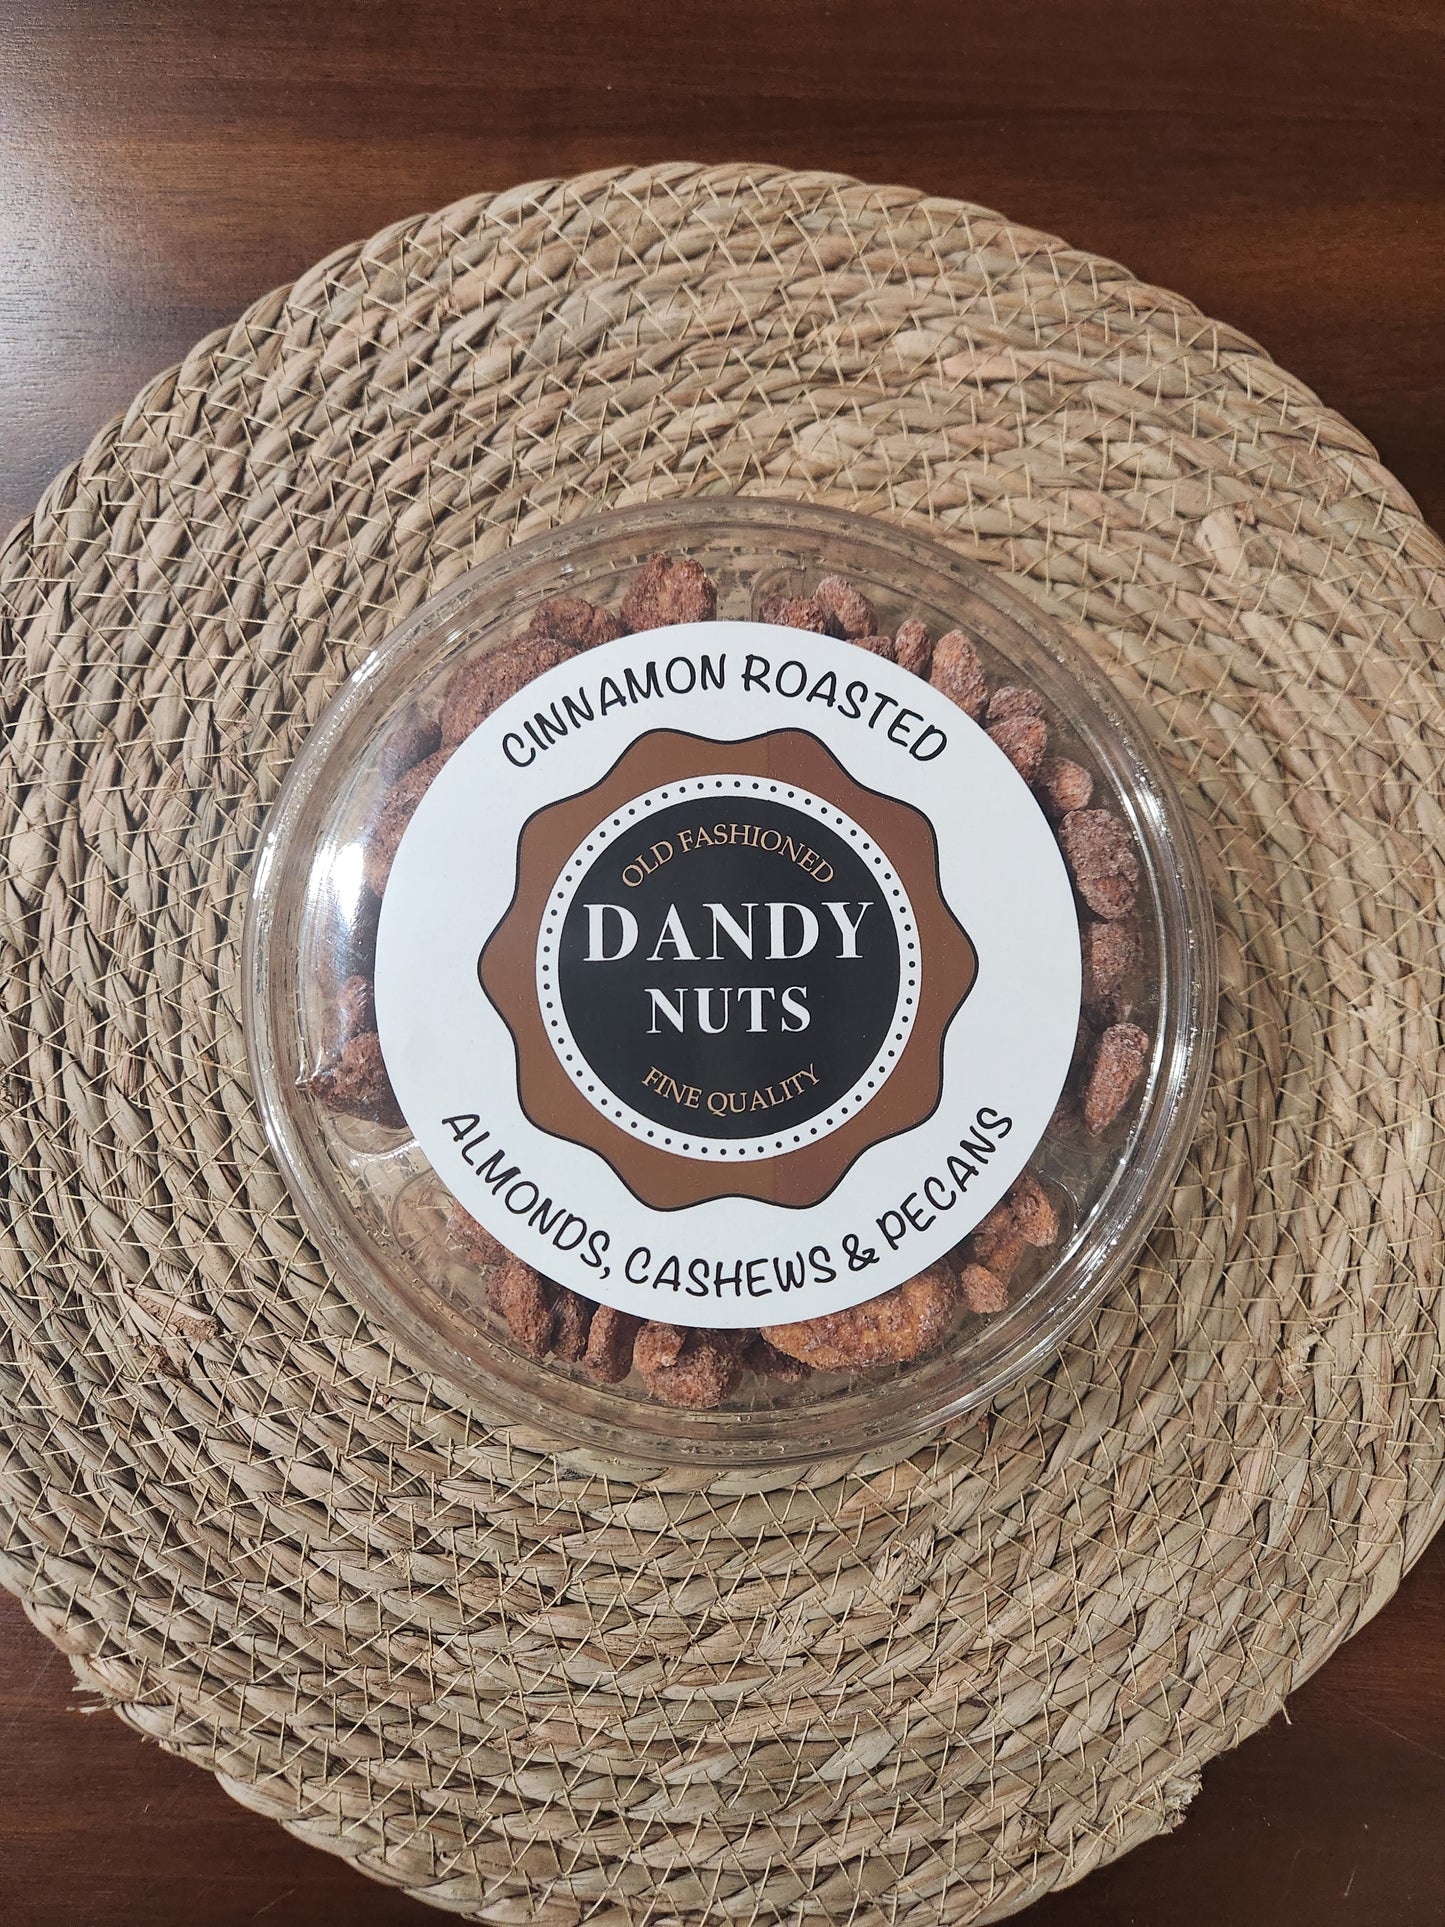 CINNAMON ROASTED
OLD FASHIONED
DANDY
NUTS
FINE QUALITY
ALMONDS, CASHEWS & PECANS